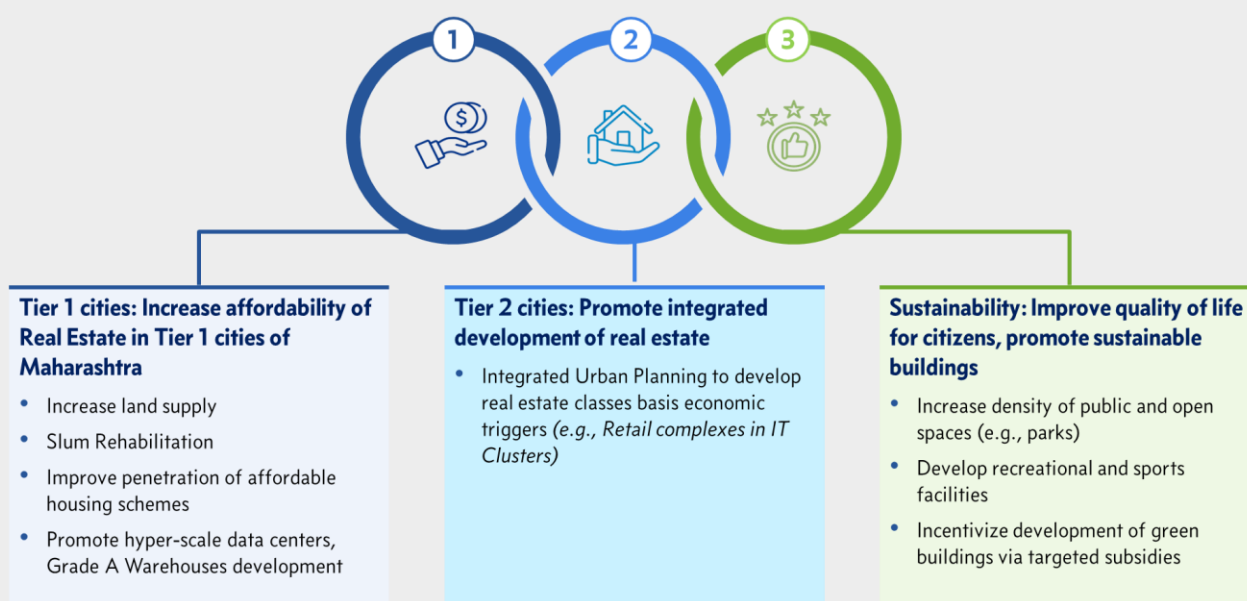 1
2
3
$
Tier 1 cities: Increase affordability of
Real Estate in Tier 1 cities of
Maharashtra
• Increase land supply
• Slum Rehabilitation
• Improve penetration of affordable
housing schemes
• Promote hyper-scale data centers,
Grade A Warehouses development
Tier 2 cities: Promote integrated
development of real estate
• Integrated Urban Planning to develop
real estate classes basis economic
triggers (e.g., Retail complexes in IT
Clusters)
Sustainability: Improve quality of life
for citizens, promote sustainable
buildings
• Increase density of public and open
spaces (e.g., parks)
• Develop recreational and sports
facilities
• Incentivize development of green
buildings via targeted subsidies